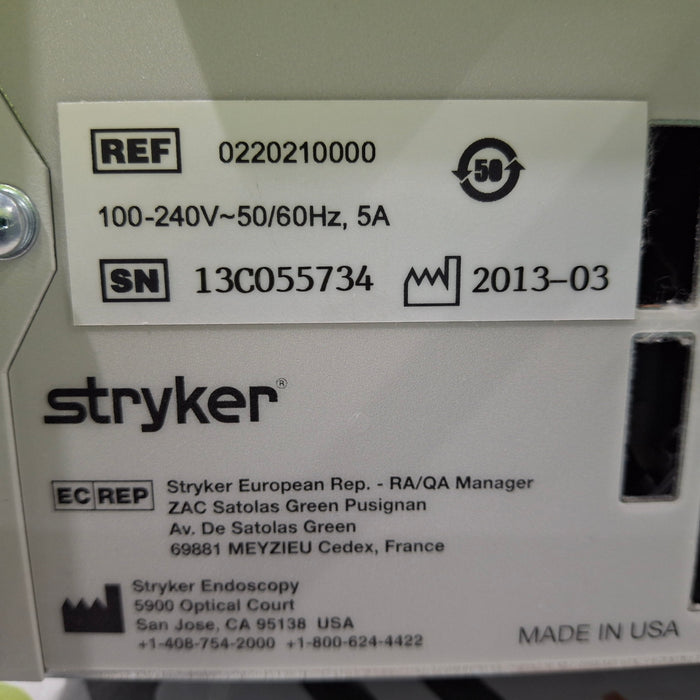 REF 0220210000
50
100-240V~50/60Hz, 5A
SN 13C055734 2013-03
stryker®
EC REP Stryker European Rep. - RA/QA Manager
ZAC Satolas Green Pusignan
Av. De Satolas Green
69881 MEYZIEU Cedex, France
Stryker Endoscopy
5900 Optical Court
San Jose, CA 95138 USA
+1-408-754-2000 +1-800-624-4422
MADE IN USA